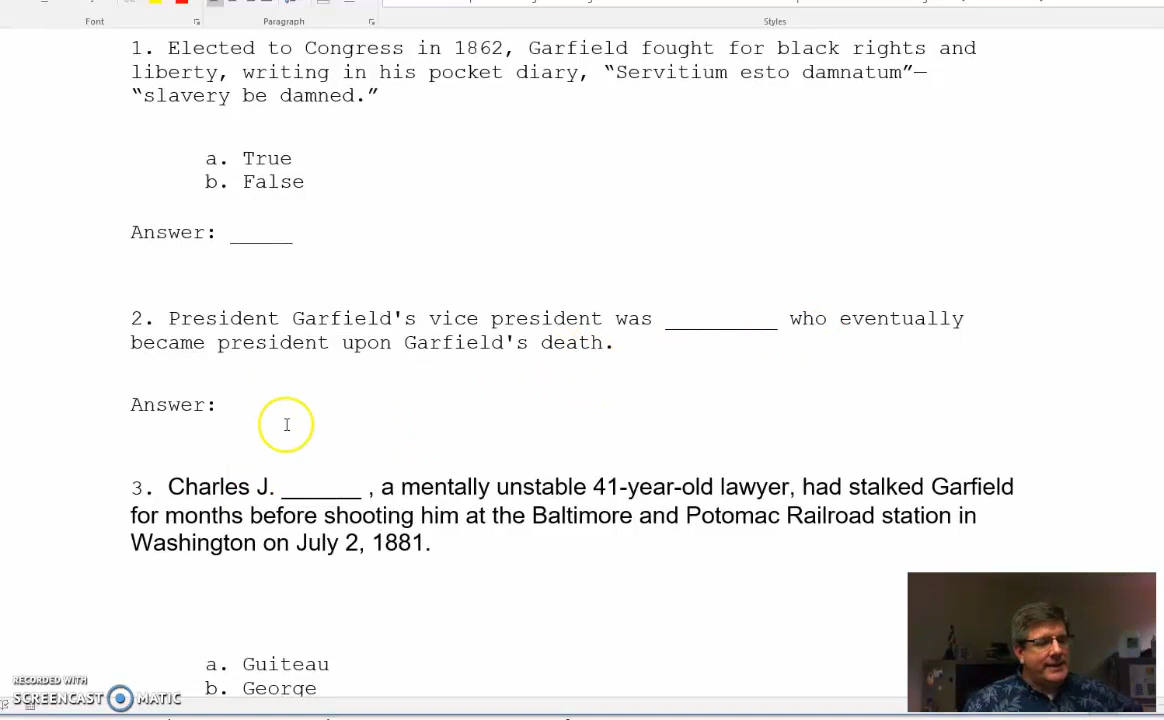 Font
Paragraph
Styles
1. Elected to Congress in 1862, Garfield fought for black rights and
liberty, writing in his pocket diary, “Servitium esto damnatum”—
“slavery be damned.”
a. True
b. False
Answer: _____
2. President Garfield's vice president was _________ who eventually
became president upon Garfield's death.
Answer:
3. Charles J. ______ , a mentally unstable 41-year-old lawyer, had stalked Garfield
for months before shooting him at the Baltimore and Potomac Railroad station in
Washington on July 2, 1881.
a. Guiteau
b. George
RECORDED WITH
SCREENCAST MATIC